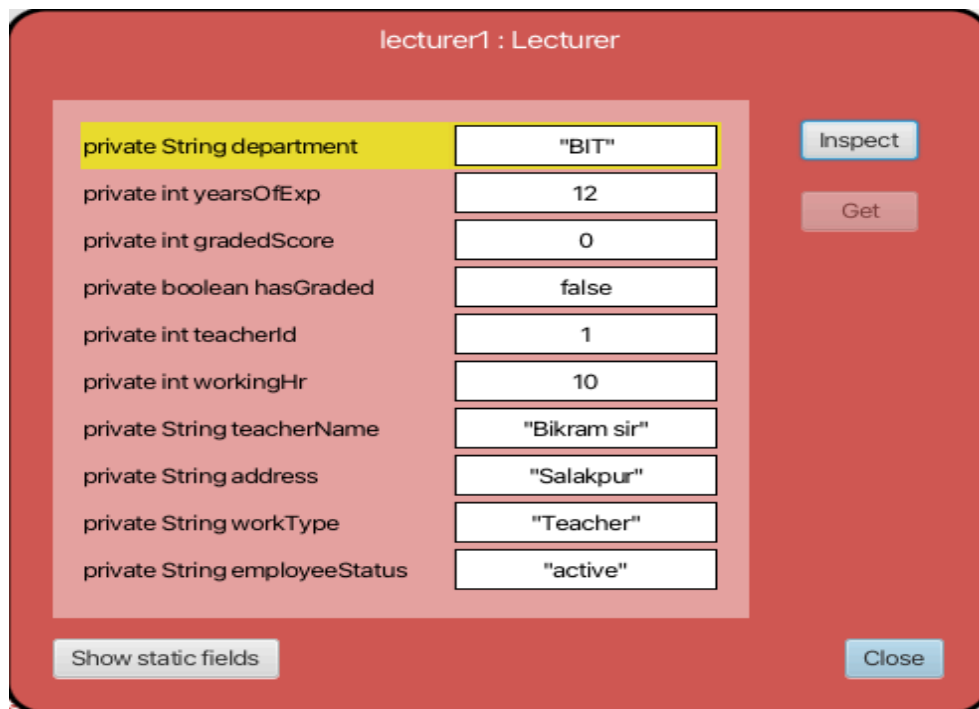 lecturer1 : Lecturer
private String department "BIT"
Inspect
private int yearsOfExp 12
Get
private int gradedScore 0
private boolean hasGraded false
private int teacherId 1
private int workingHr 10
private String teacherName "Bikram sir"
private String address "Salakpur"
private String workType "Teacher"
private String employeeStatus "active"
Show static fields
Close